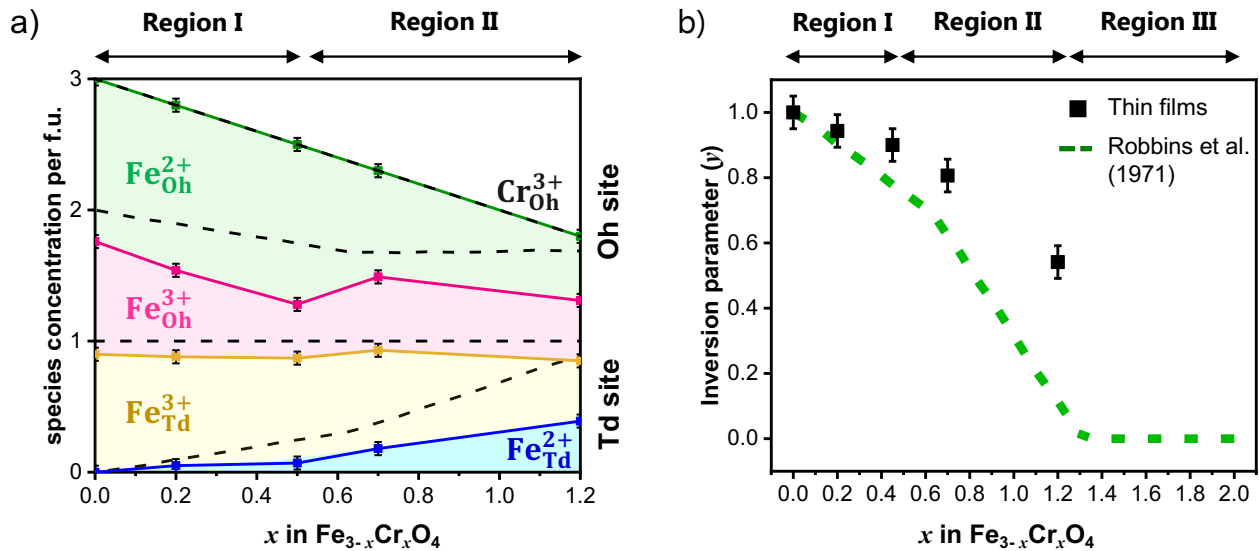 a)
Region I
Region II
species concentration per f.u.
3
2
1
0
Fe²⁺Oh
Cr³⁺Oh
Fe³⁺Oh
Fe³⁺Td
Fe²⁺Td
Oh site
Td site
0.0 0.2 0.4 0.6 0.8 1.0 1.2
x in Fe₃₋ₓCrₓO₄
b)
Region I
Region II
Region III
Inversion parameter (y)
1.0
0.8
0.6
0.4
0.2
0.0
Thin films
Robbins et al.
(1971)
0.0 0.2 0.4 0.6 0.8 1.0 1.2 1.4 1.6 1.8 2.0
x in Fe₃₋ₓCrₓO₄